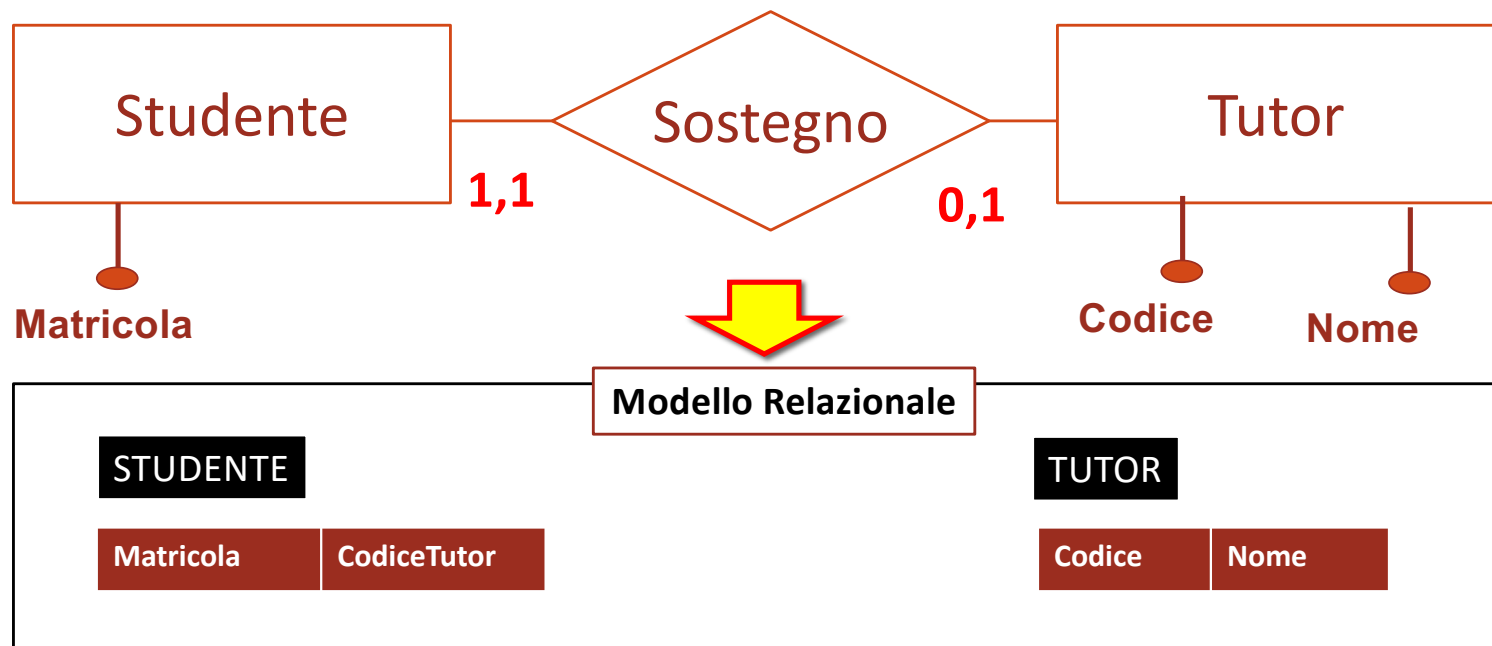 Studente
Sostegno
Tutor
1,1
0,1
Matricola
Codice
Nome
Modello Relazionale
STUDENTE
TUTOR
Matricola
CodiceTutor
Codice
Nome